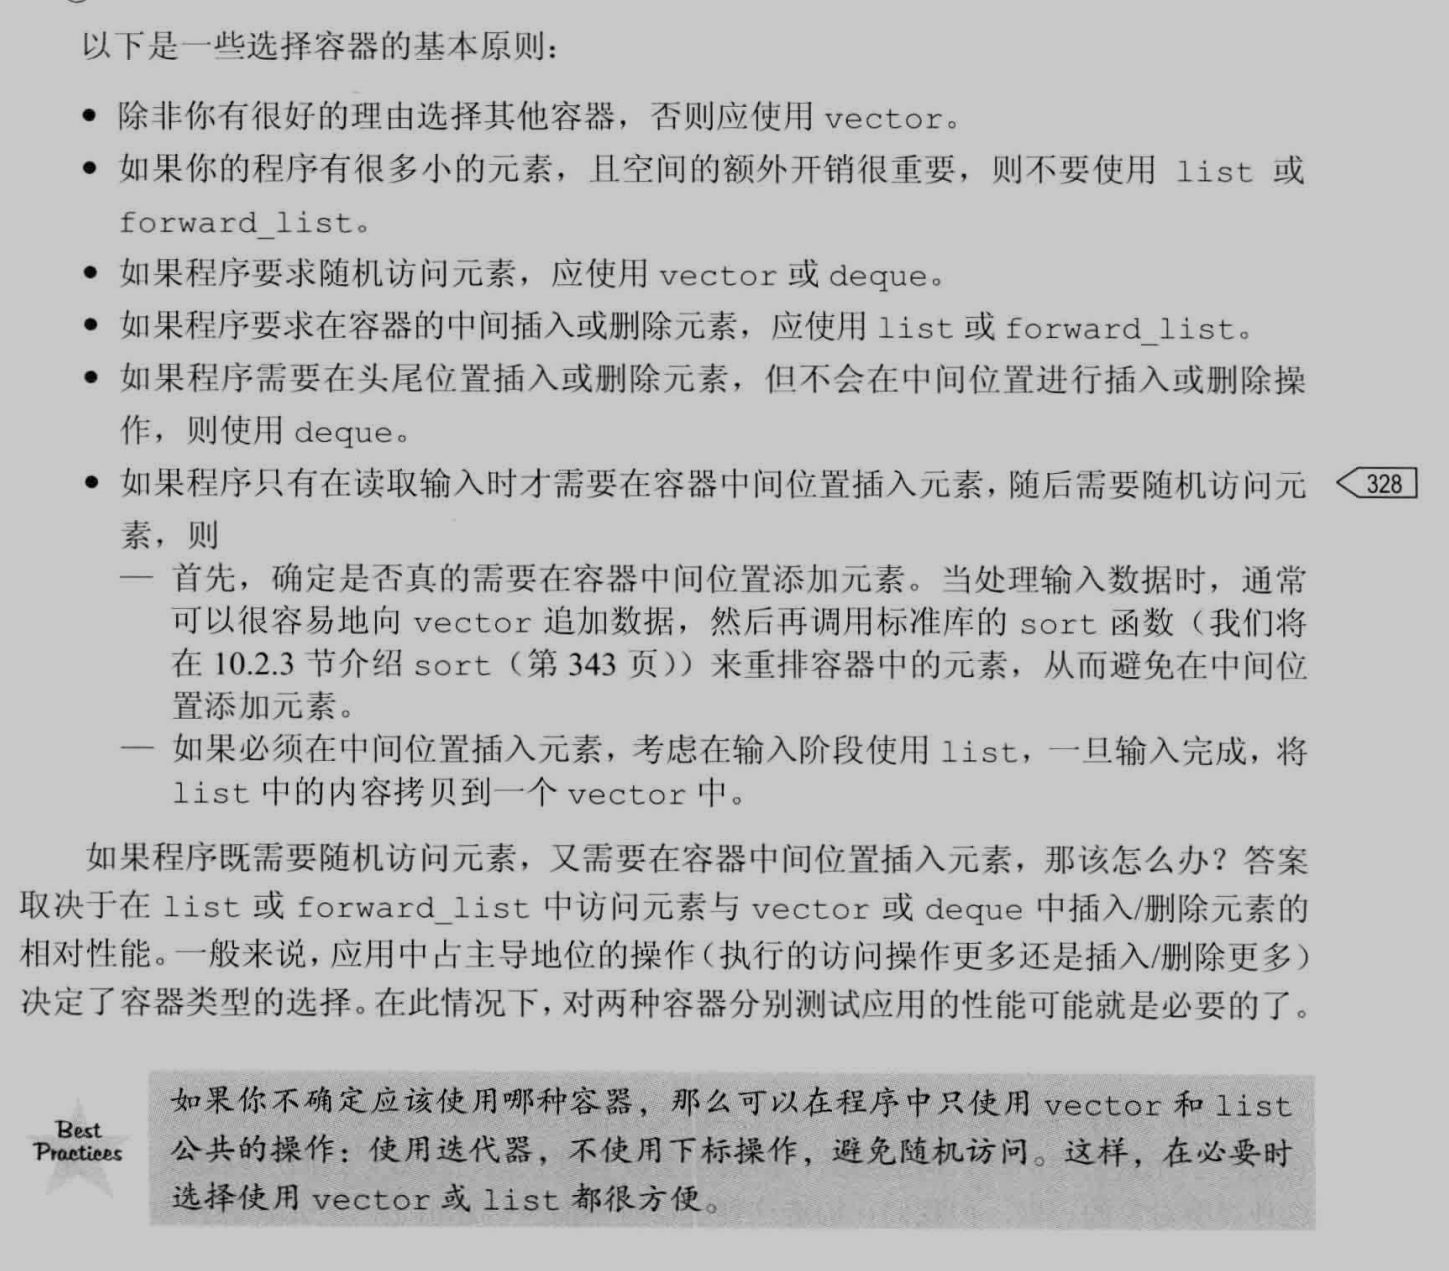 以下是一些选择容器的基本原则：
• 除非你有很好的理由选择其他容器，否则应使用 vector。
• 如果你的程序有很多小的元素，且空间的额外开销很重要，则不要使用 list 或
forward_list。
• 如果程序要求随机访问元素，应使用 vector 或 deque。
• 如果程序要求在容器的中间插入或删除元素，应使用 list 或 forward_list。
• 如果程序需要在头尾位置插入或删除元素，但不会在中间位置进行插入或删除操
作，则使用 deque。
• 如果程序只有在读取输入时才需要在容器中间位置插入元素，随后需要随机访问元
328
素，则
— 首先，确定是否真的需要在容器中间位置添加元素。当处理输入数据时，通常
可以很容易地向 vector 追加数据，然后再调用标准库的 sort 函数（我们将
在 10.2.3 节介绍 sort（第 343 页））来重排容器中的元素，从而避免在中间位
置添加元素。
— 如果必须在中间位置插入元素，考虑在输入阶段使用 list，一旦输入完成，将
list 中的内容拷贝到一个 vector 中。
如果程序既需要随机访问元素，又需要在容器中间位置插入元素，那该怎么办？答案
取决于在 list 或 forward_list 中访问元素与 vector 或 deque 中插入/删除元素的
相对性能。一般来说，应用中占主导地位的操作（执行的访问操作更多还是插入/删除更多）
决定了容器类型的选择。在此情况下，对两种容器分别测试应用的性能可能就是必要的了。
Best
Practices
如果你不确定应该使用哪种容器，那么可以在程序中只使用 vector 和 list
公共的操作：使用迭代器，不使用下标操作，避免随机访问。这样，在必要时
选择使用 vector 或 list 都很方便。